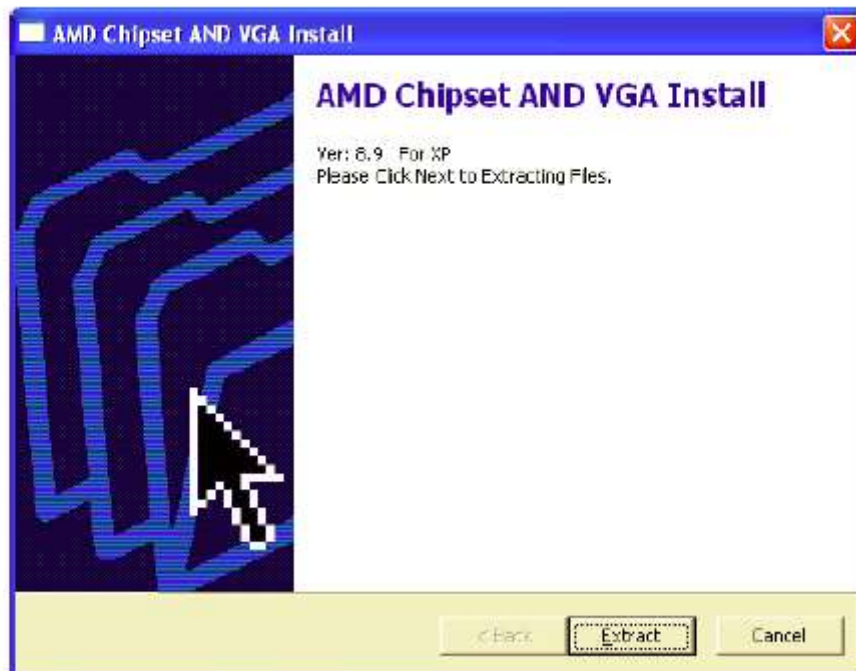 AMD Chipset AND VGA Install
AMD Chipset AND VGA Install
Ver: 8.9 For XP
Please Click Next to Extracting Files.
< Back
Extract
Cancel